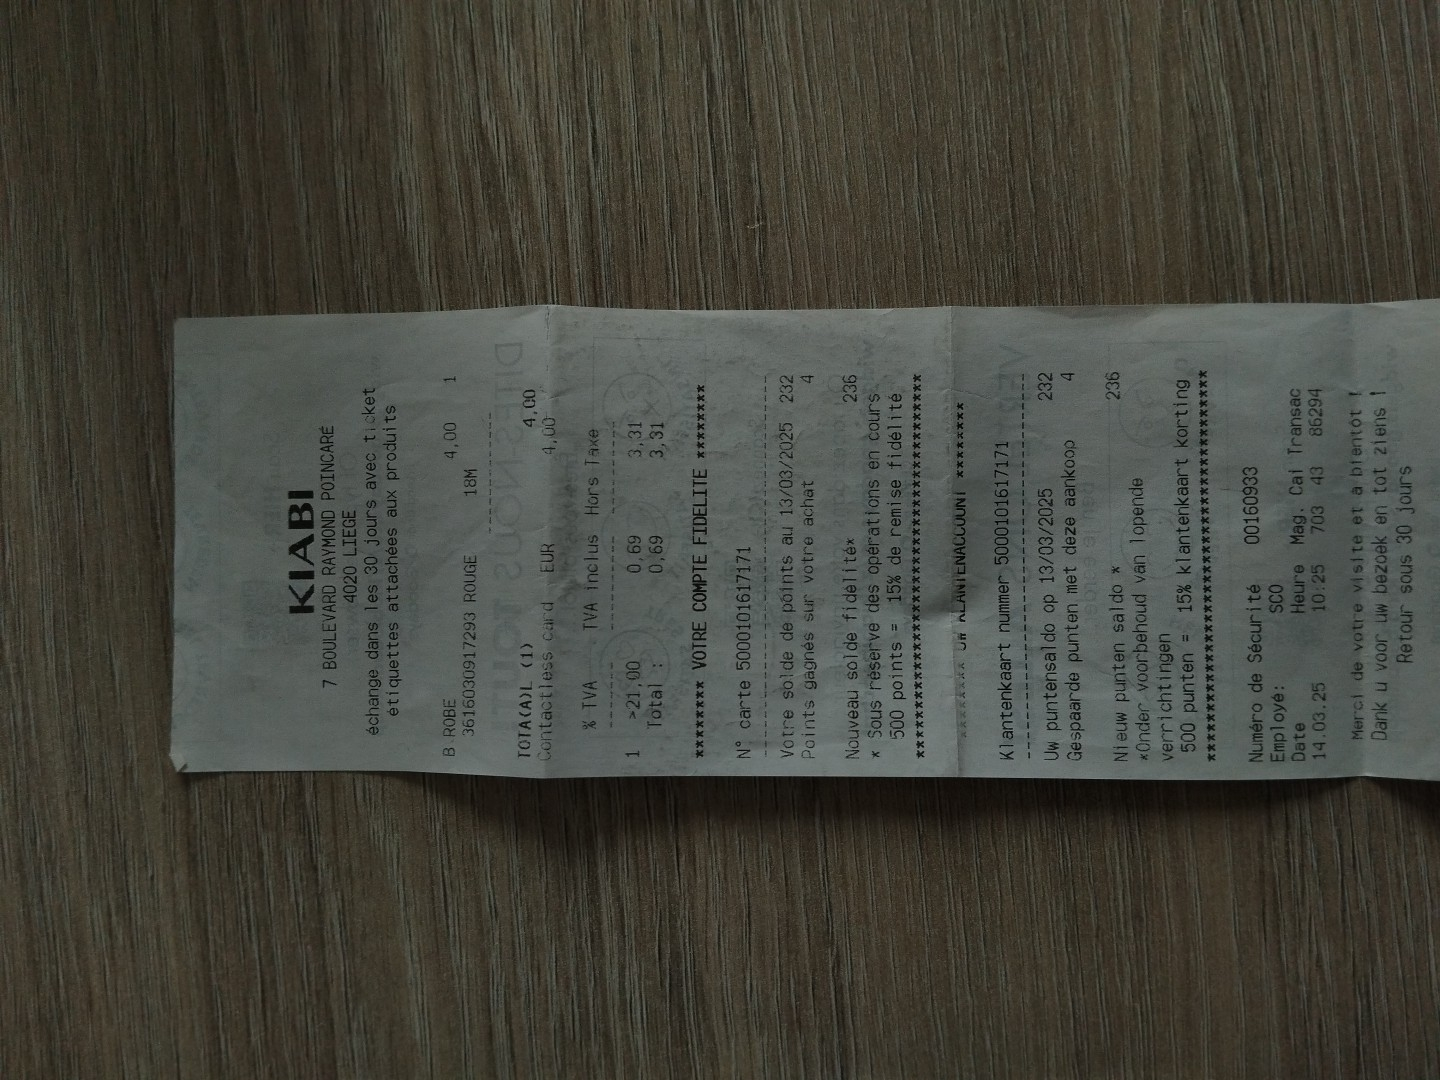 KIABI
7 BOULEVARD RAYMOND POINCARÉ
4020 LIEGE
échange dans les 30 jours avec ticket
étiquettes attachées aux produits
B.ROBE 4,00 1
3616030917293 ROUGE 18M
TOTA(A)L (1) 4,00
Contactless card EUR 4,00
% TVA TVA inclus Hors Taxe
1 >21,00 0,69 3,31
Total : 0,69 3,31
******** VOTRE COMPTE FIDELITE ********
N° carte 5000101617171
Votre solde de points au 13/03/2025 232
Points gagnés sur votre achat 4
Nouveau solde fidélité* 236
* Sous réserve des opérations en cours
500 points = 15% de remise fidélité
****************************************
******** UW KLANTENACCOUNT ********
Klantenkaart nummer 5000101617171
Uw puntensaldo op 13/03/2025 232
Gespaarde punten met deze aankoop 4
Nieuw punten saldo * 236
*Onder voorbehoud van lopende
verrichtingen
500 punten = 15% klantenkaart korting
****************************************
Numéro de Sécurité 00160933
Employé: SCO
Date Heure Mag. Cai Transac
14.03.25 10:25 703 43 86294
Merci de votre visite et à bientôt !
Dank u voor uw bezoek en tot ziens !
Retour sous 30 jours